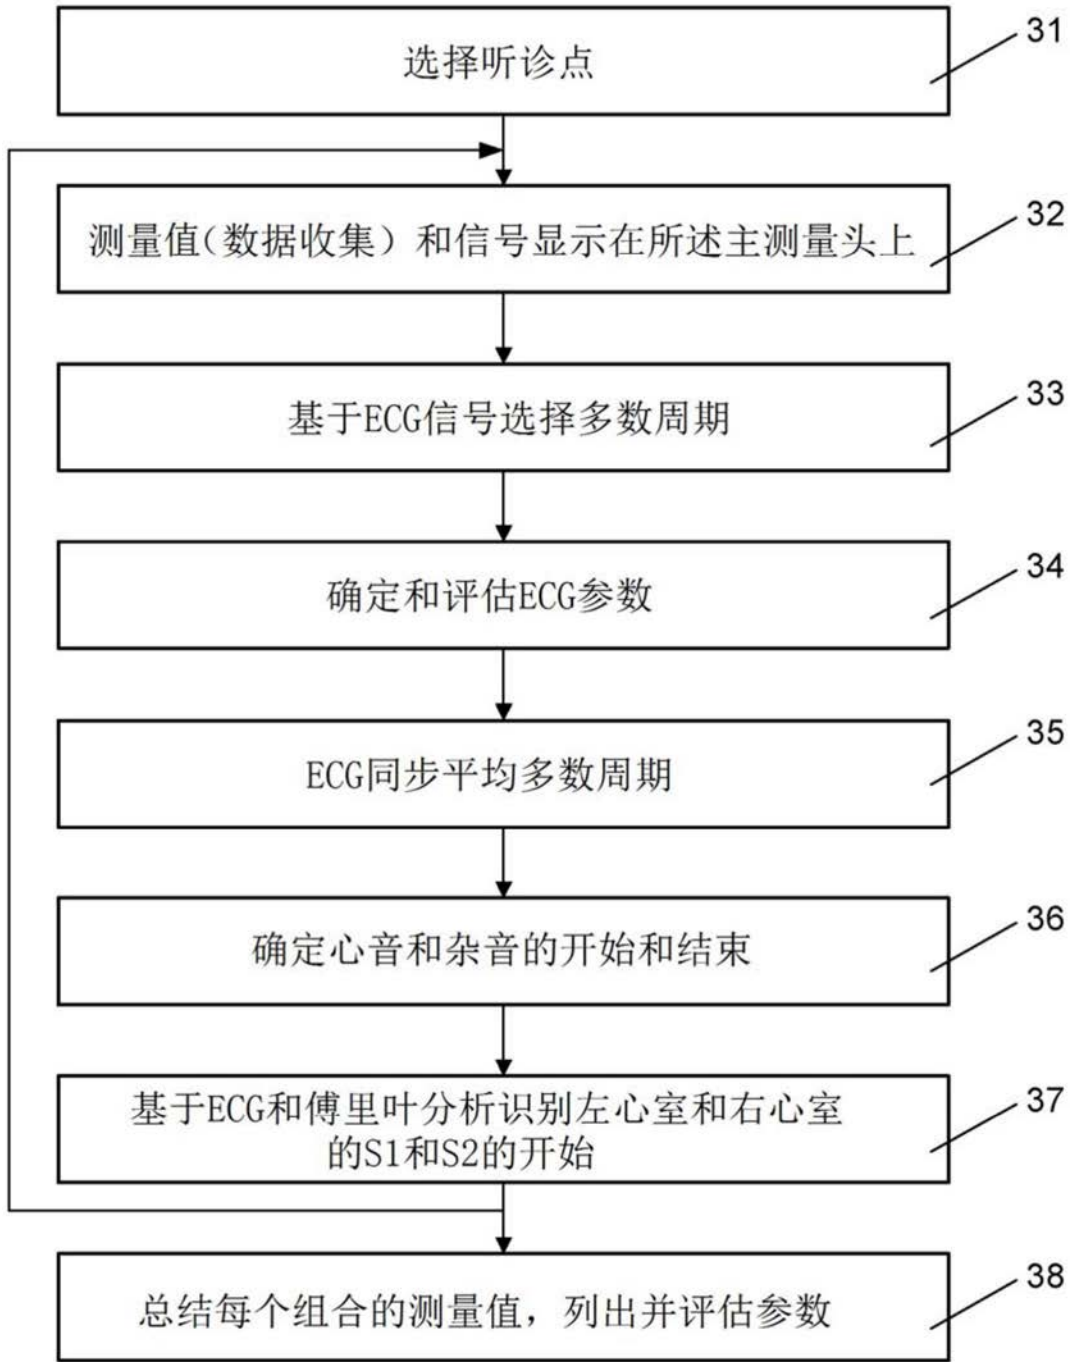 选择听诊点
31
测量值(数据收集)和信号显示在所述主测量头上
32
基于ECG信号选择多数周期
33
确定和评估ECG参数
34
ECG同步平均多数周期
35
确定心音和杂音的开始和结束
36
基于ECG和傅里叶分析识别左心室和右心室
的S1和S2的开始
37
总结每个组合的测量值，列出并评估参数
38